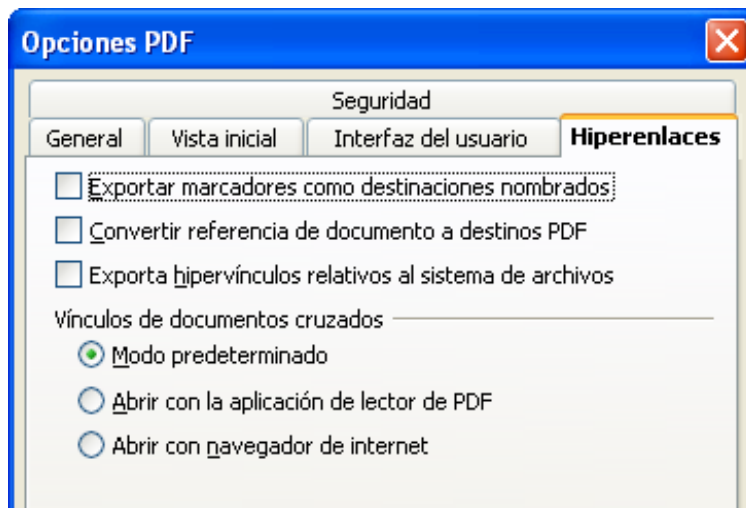 Opciones PDF
Seguridad
General Vista inicial Interfaz del usuario Hiperenlaces
Exportar marcadores como destinaciones nombrados
Convertir referencia de documento a destinos PDF
Exporta hipervínculos relativos al sistema de archivos
Vínculos de documentos cruzados
Modo predeterminado
Abrir con la aplicación de lector de PDF
Abrir con navegador de internet